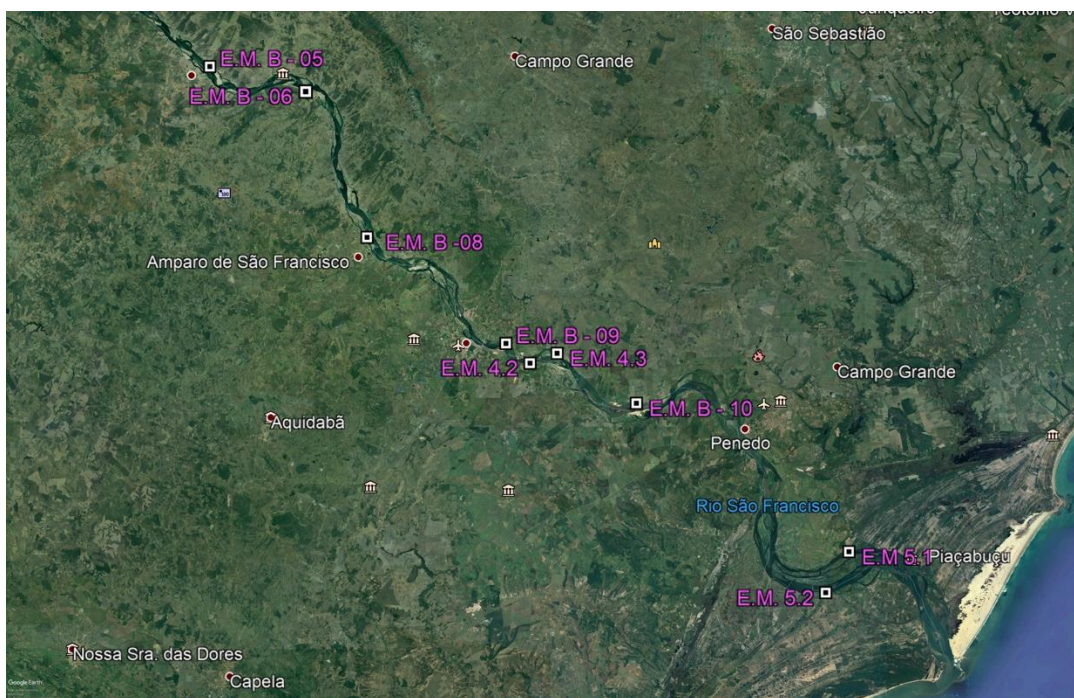 São Sebastião
E.M. B - 05
Campo Grande
E.M. B - 06
E.M. B -08
Amparo de São Francisco
E.M. B - 09
E.M. 4.3
E.M. 4.2
Campo Grande
E.M. B - 10
Aquidabã
Penedo
Rio São Francisco
E.M 5.1
Piaçabuçu
E.M. 5.2
Nossa Sra. das Dores
Capela
Google Earth